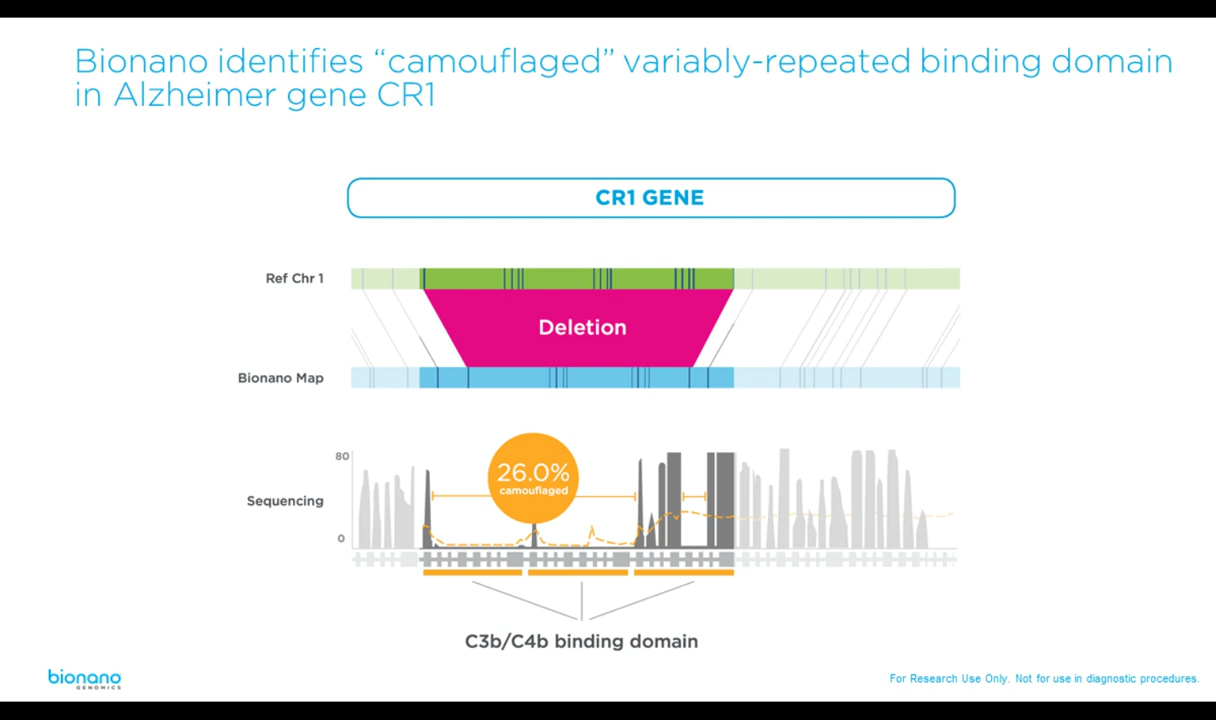 Bionano identifies “camouflaged” variably-repeated binding domain
in Alzheimer gene CR1
CR1 GENE
Ref Chr 1
Deletion
Bionano Map
80
26.0%
camouflaged
Sequencing
0
C3b/C4b binding domain
bionano
GENOMICS
For Research Use Only. Not for use in diagnostic procedures.